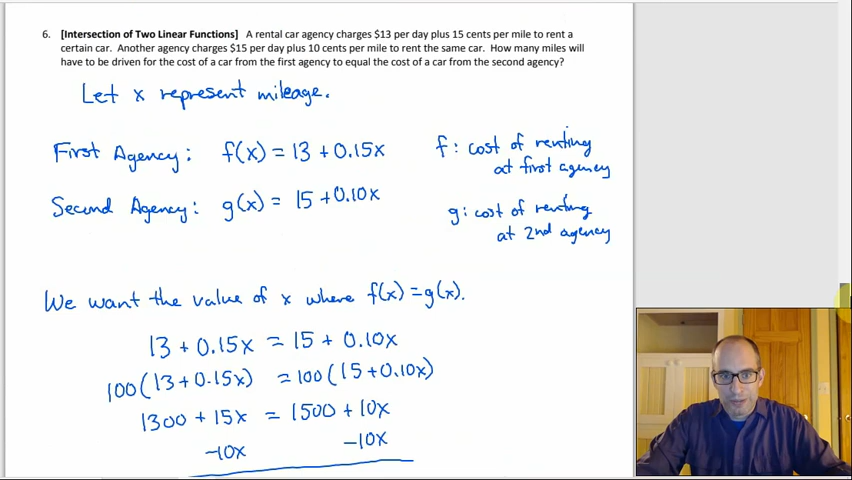 6. [Intersection of Two Linear Functions] A rental car agency charges $13 per day plus 15 cents per mile to rent a
certain car. Another agency charges $15 per day plus 10 cents per mile to rent the same car. How many miles will
have to be driven for the cost of a car from the first agency to equal the cost of a car from the second agency?
Let x represent mileage.
First Agency: f(x) = 13 + 0.15x
f: cost of renting
at first agency
Second Agency: g(x) = 15 + 0.10x
g: cost of renting
at 2nd agency
We want the value of x where f(x) = g(x).
13 + 0.15x = 15 + 0.10x
100(13 + 0.15x) = 100(15 + 0.10x)
1300 + 15x = 1500 + 10x
-10x -10x